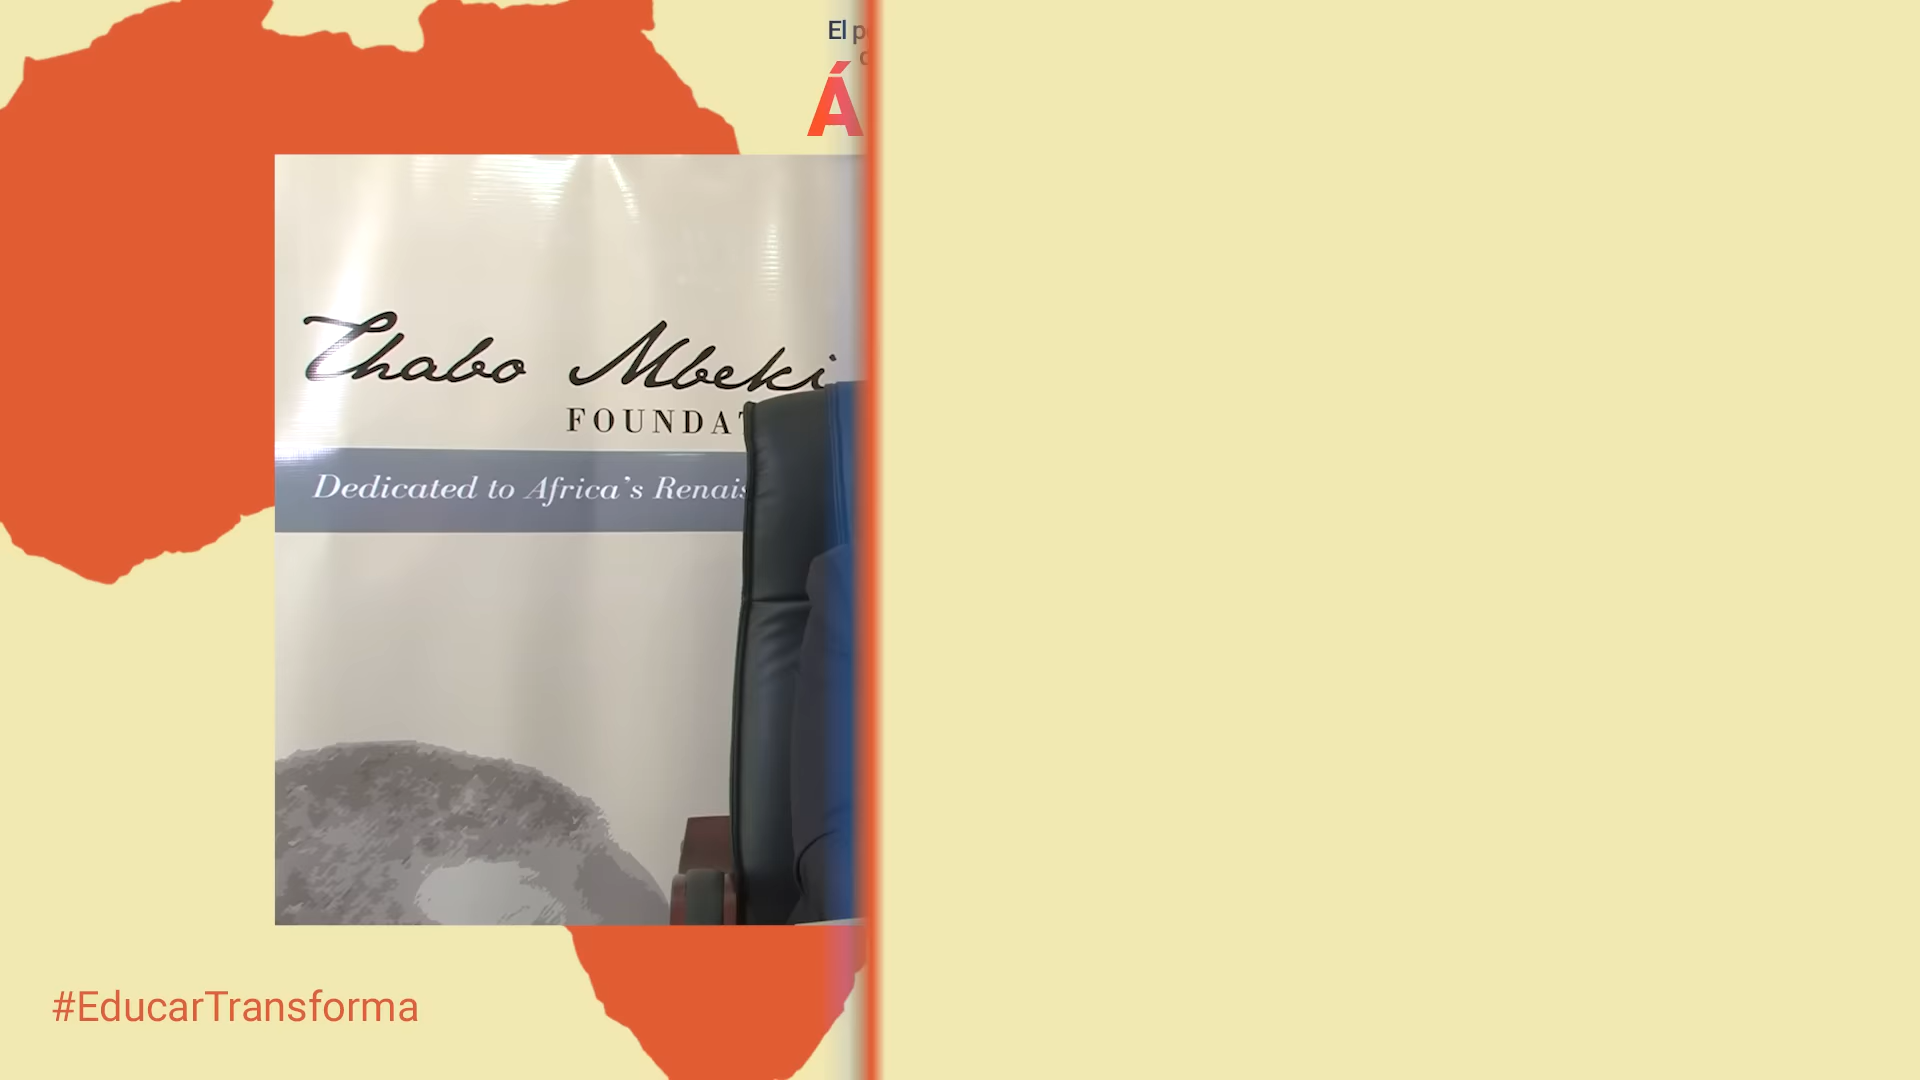 El
Á
Thabo Mbeki
FOUNDAT
Dedicated to Africa's Renais
#EducarTransforma